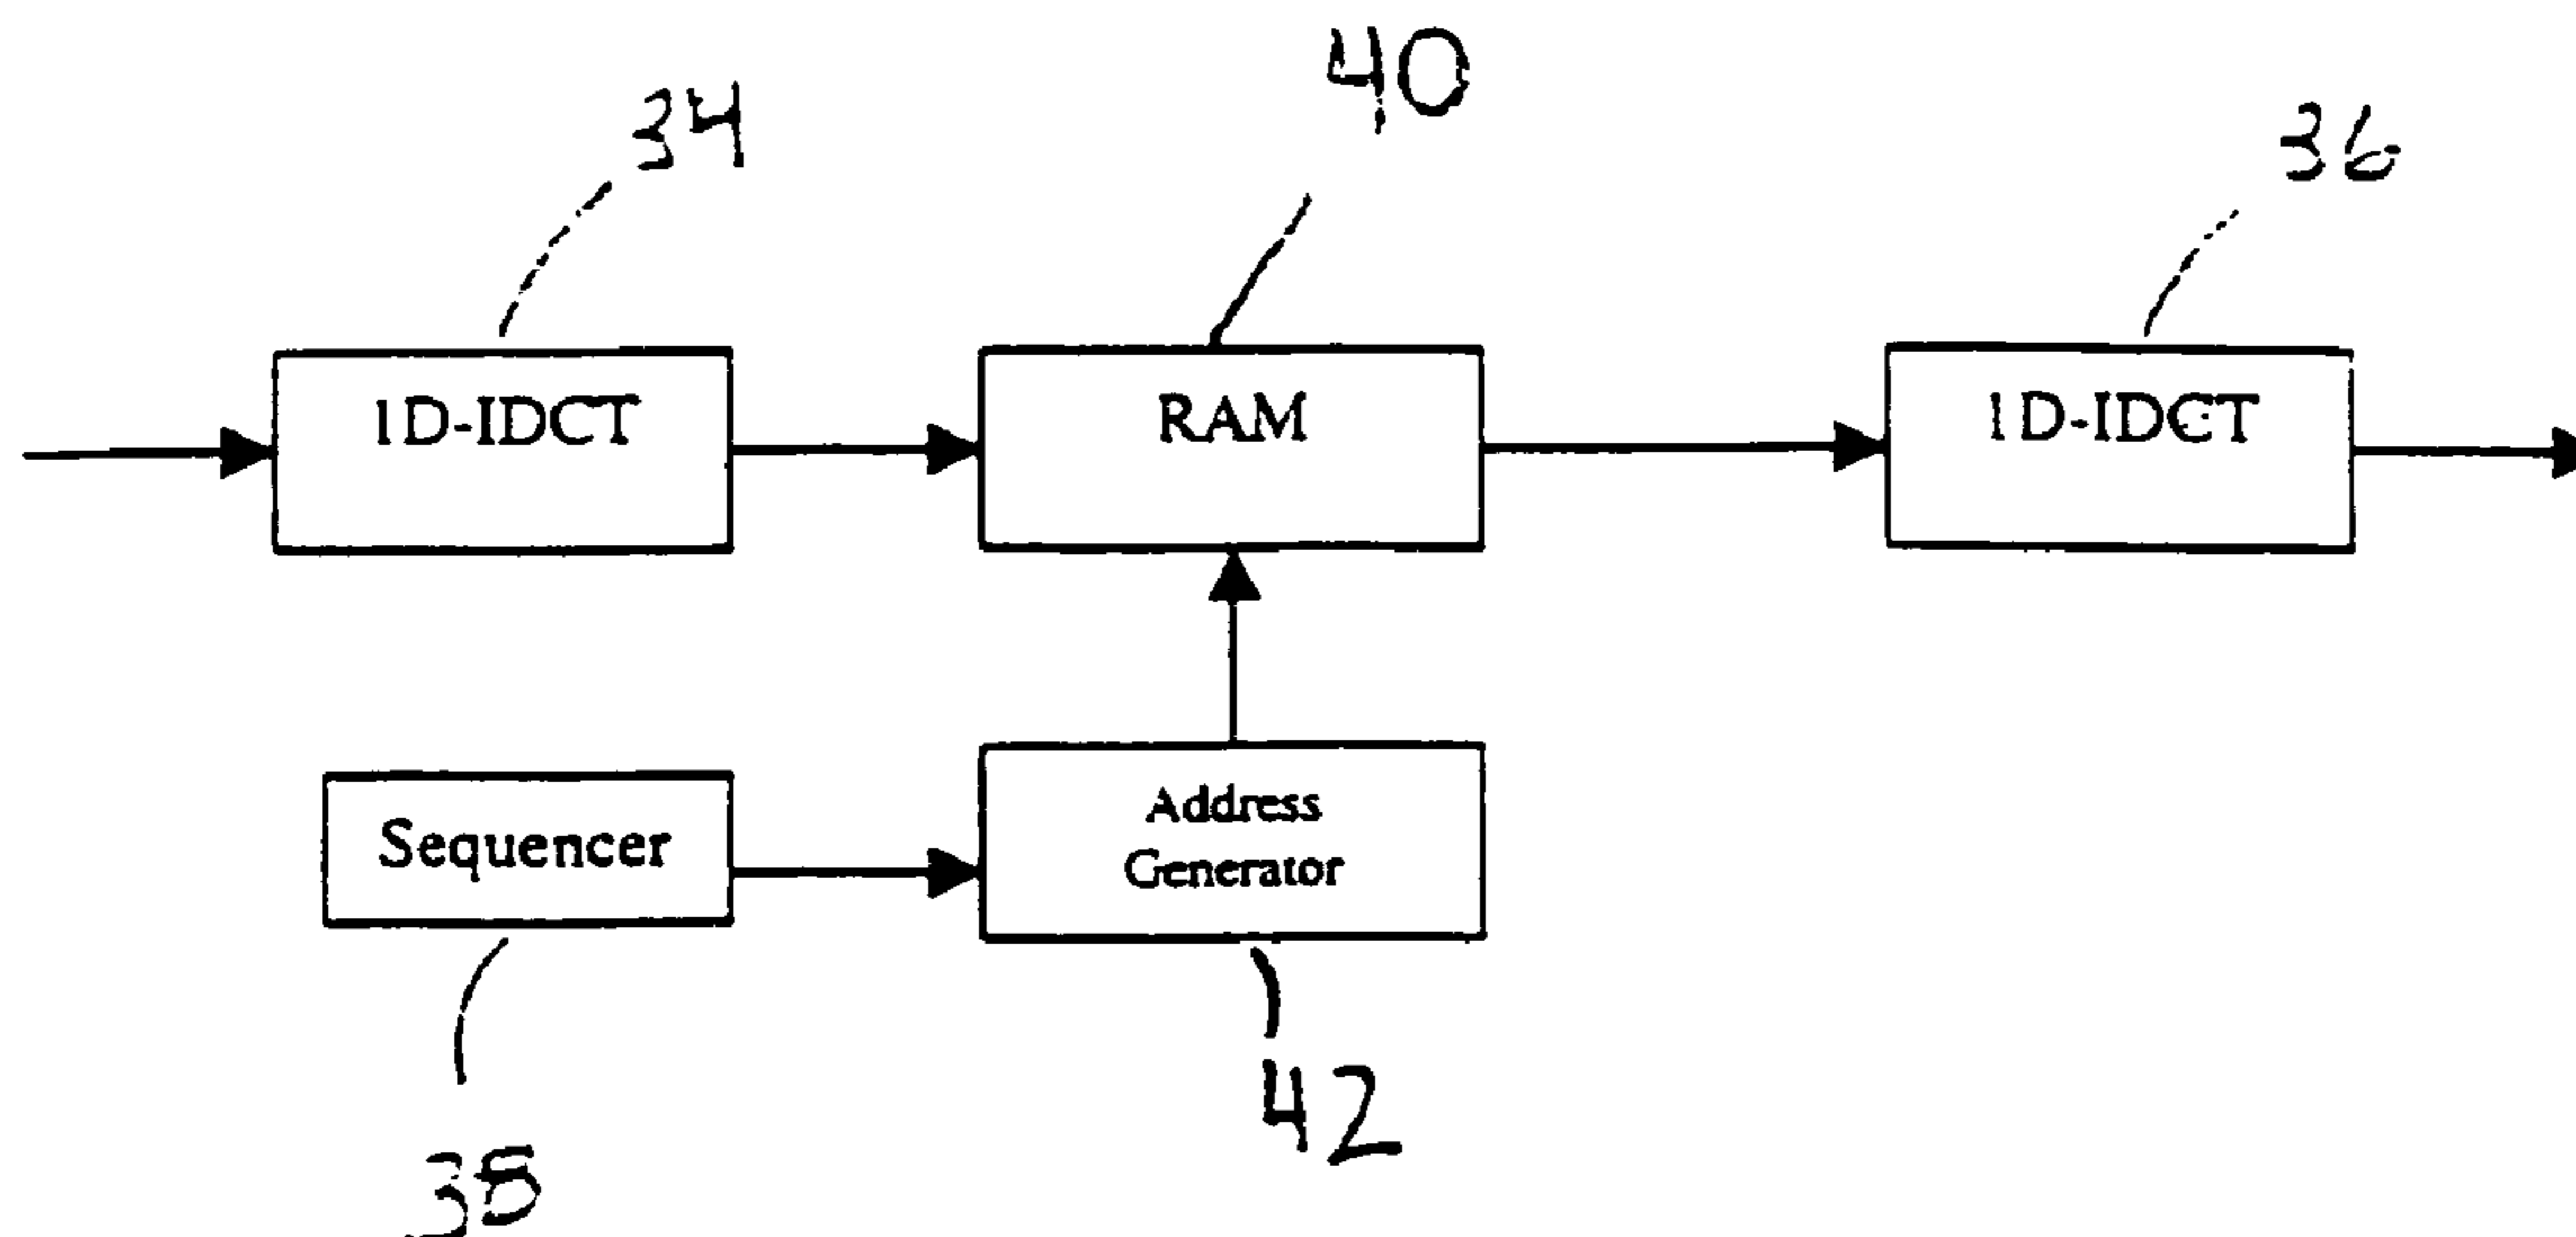 34
40
36
1D-IDCT
RAM
1D-IDCT
Sequencer
Address
Generator
42
38